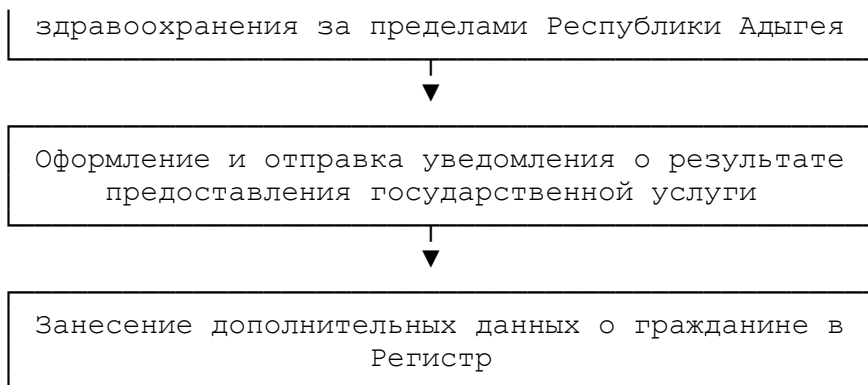 здравоохранения за пределами Республики Адыгея
Оформление и отправка уведомления о результате
предоставления государственной услуги
Занесение дополнительных данных о гражданине в
Регистр